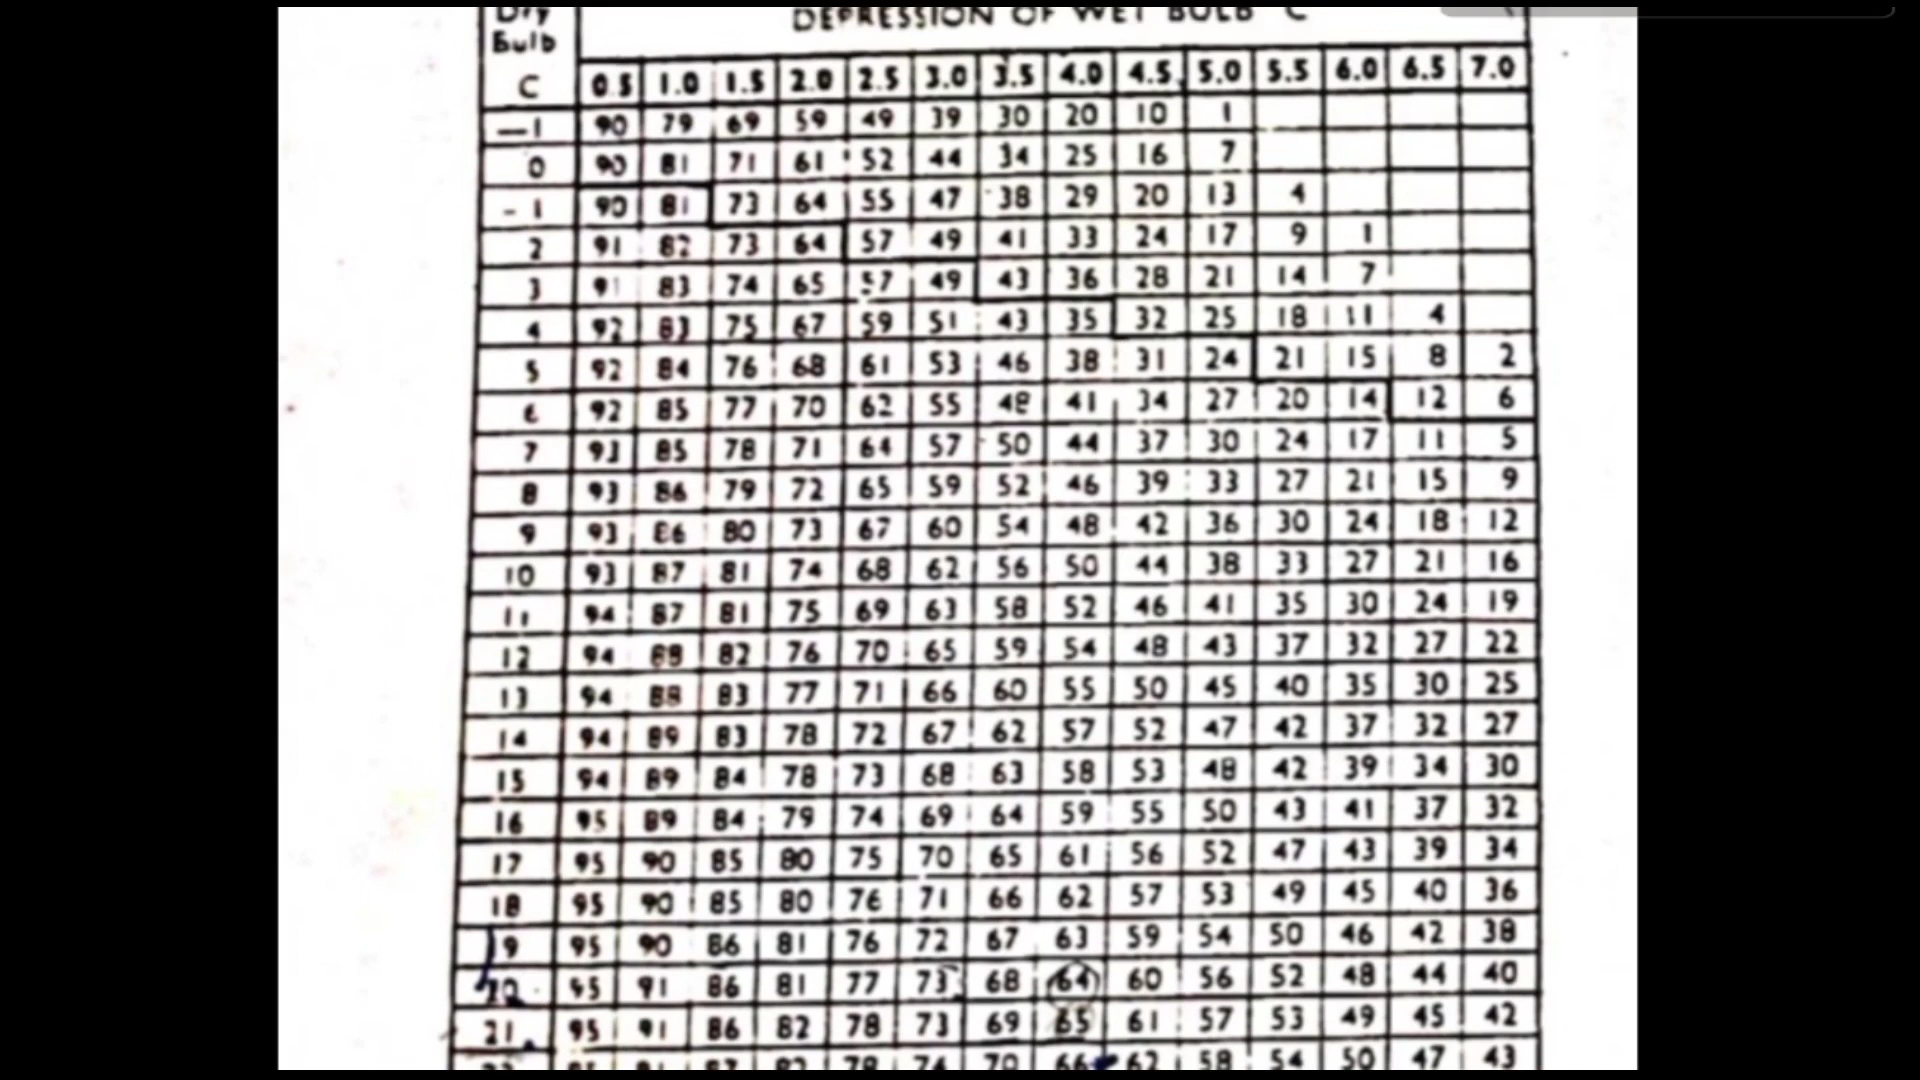 Dry DEPRESSION OF WET BULB °C
Bulb
C 0.5 1.0 1.5 2.0 2.5 3.0 3.5 4.0 4.5 5.0 5.5 6.0 6.5 7.0
—1 90 79 69 59 49 39 30 20 10 1
0 90 81 71 61 52 44 34 25 16 7
-1 90 81 73 64 55 47 38 29 20 13 4
2 91 82 73 64 57 49 41 33 24 17 9 1
3 91 83 74 65 57 49 43 36 28 21 14 7
4 92 83 75 67 59 51 43 35 32 25 18 11 4
5 92 84 76 68 61 53 46 38 31 24 21 15 8 2
6 92 85 77 70 62 55 48 41 34 27 20 14 12 6
7 93 85 78 71 64 57 50 44 37 30 24 17 11 5
8 93 86 79 72 65 59 52 46 39 33 27 21 15 9
9 93 86 80 73 67 60 54 48 42 36 30 24 18 12
10 93 87 81 74 68 62 56 50 44 38 33 27 21 16
11 94 87 81 75 69 63 58 52 46 41 35 30 24 19
12 94 88 82 76 70 65 59 54 48 43 37 32 27 22
13 94 88 83 77 71 66 60 55 50 45 40 35 30 25
14 94 89 83 78 72 67 62 57 52 47 42 37 32 27
15 94 89 84 78 73 68 63 58 53 48 42 39 34 30
16 95 89 84 79 74 69 64 59 55 50 43 41 37 32
17 95 90 85 80 75 70 65 61 56 52 47 43 39 34
18 95 90 85 80 76 71 66 62 57 53 49 45 40 36
19 95 90 86 81 76 72 67 63 59 54 50 46 42 38
20 95 91 86 81 77 73 68 64 60 56 52 48 44 40
21 95 91 86 82 78 73 69 65 61 57 53 49 45 42
74 70 66 62 58 54 50 47 43